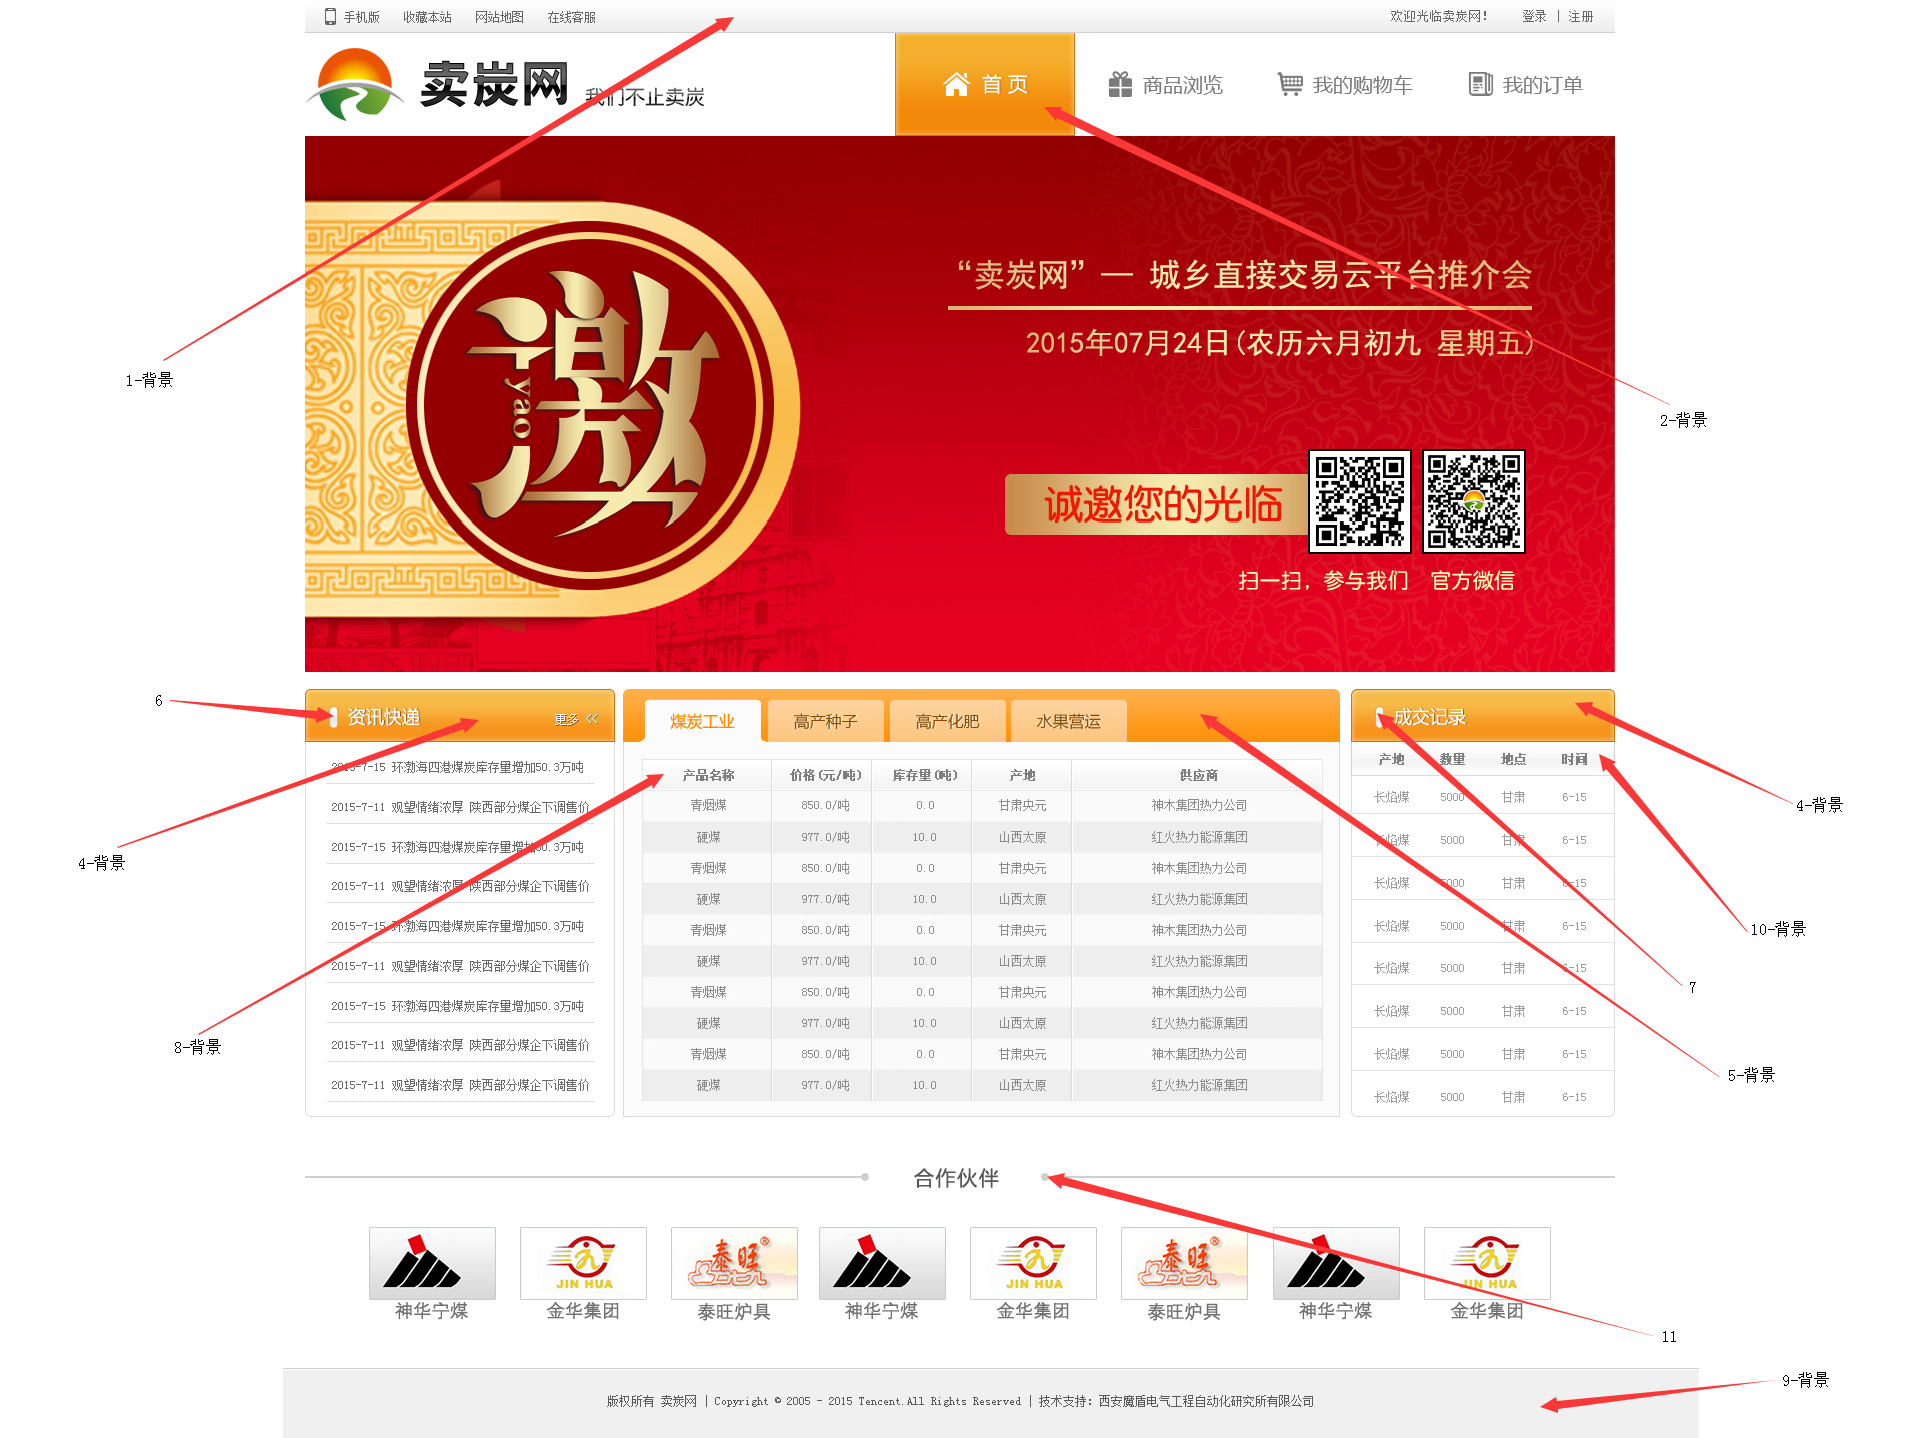 手机版 收藏本站 网站地图 在线客服 欢迎光临卖炭网! 登录 | 注册
卖炭网 我们不止卖炭
首页 商品浏览 我的购物车 我的订单
“卖炭网”— 城乡直接交易云平台推介会
2015年07月24日(农历六月初九 星期五)
邀
yao
诚邀您的光临
扫一扫，参与我们 官方微信
1-背景
2-背景
6
资讯快递 更多 <<
2015-7-15 环渤海四港煤炭库存量增加50.3万吨
2015-7-11 观望情绪浓厚 陕西部分煤企下调售价
2015-7-15 环渤海四港煤炭库存量增加50.3万吨
2015-7-11 观望情绪浓厚 陕西部分煤企下调售价
2015-7-15 环渤海四港煤炭库存量增加50.3万吨
2015-7-11 观望情绪浓厚 陕西部分煤企下调售价
2015-7-15 环渤海四港煤炭库存量增加50.3万吨
2015-7-11 观望情绪浓厚 陕西部分煤企下调售价
2015-7-11 观望情绪浓厚 陕西部分煤企下调售价
4-背景
8-背景
煤炭工业 高产种子 高产化肥 水果营运
产品名称 价格(元/吨) 库存量(吨) 产地 供应商
青烟煤 850.0/吨 0.0 甘肃央元 神木集团热力公司
硬煤 977.0/吨 10.0 山西太原 红火热力能源集团
青烟煤 850.0/吨 0.0 甘肃央元 神木集团热力公司
硬煤 977.0/吨 10.0 山西太原 红火热力能源集团
青烟煤 850.0/吨 0.0 甘肃央元 神木集团热力公司
硬煤 977.0/吨 10.0 山西太原 红火热力能源集团
青烟煤 850.0/吨 0.0 甘肃央元 神木集团热力公司
硬煤 977.0/吨 10.0 山西太原 红火热力能源集团
青烟煤 850.0/吨 0.0 甘肃央元 神木集团热力公司
硬煤 977.0/吨 10.0 山西太原 红火热力能源集团
成交记录
产地 数量 地点 时间
长焰煤 5000 甘肃 6-15
长焰煤 5000 甘肃 6-15
长焰煤 5000 甘肃 6-15
长焰煤 5000 甘肃 6-15
长焰煤 5000 甘肃 6-15
长焰煤 5000 甘肃 6-15
长焰煤 5000 甘肃 6-15
长焰煤 5000 甘肃 6-15
4-背景
10-背景
7
5-背景
合作伙伴
JIN HUA 泰旺® JIN HUA 泰旺® JIN HUA
神华宁煤 金华集团 泰旺炉具 神华宁煤 金华集团 泰旺炉具 神华宁煤 金华集团
11
9-背景
版权所有 卖炭网 | Copyright © 2005 - 2015 Tencent.All Rights Reserved | 技术支持: 西安魔盾电气工程自动化研究所有限公司